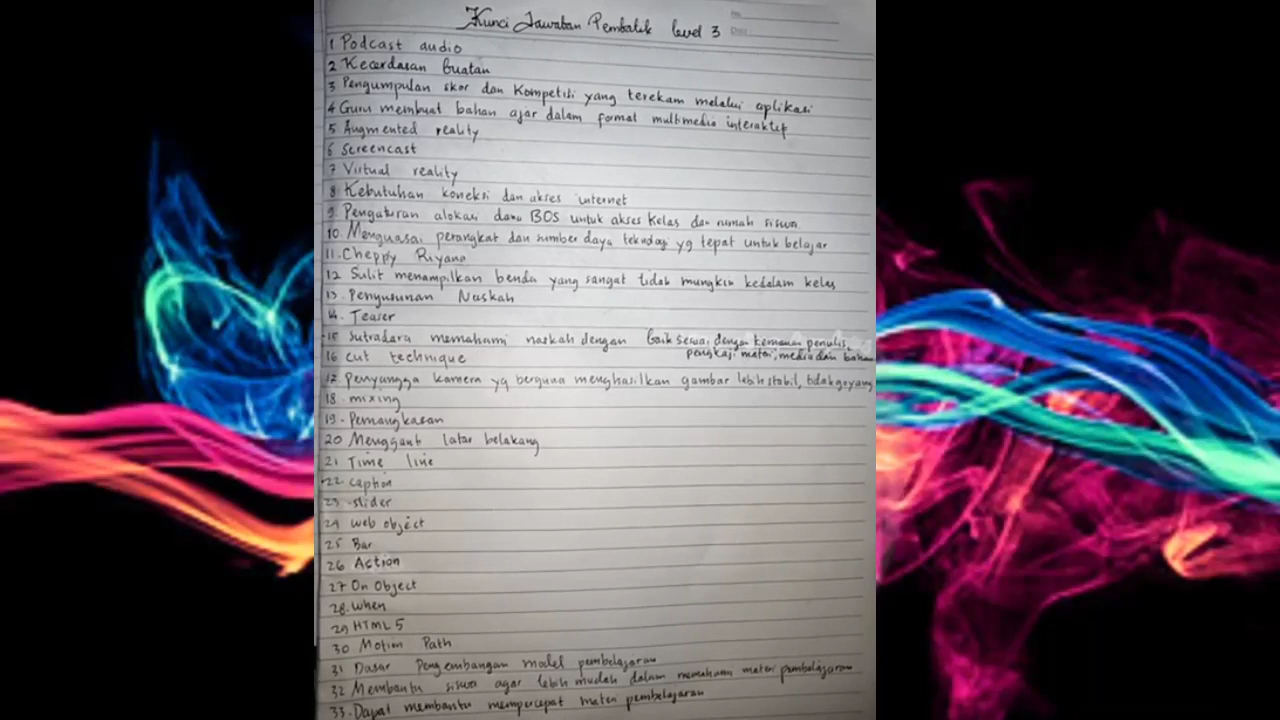 Kunci Jawaban Pembatik level 3
No.
Date
1 Podcast audio
2 Kecerdasan buatan
3 Pengumpulan skor dan kompetisi yang terekam melalui aplikasi
4 Guru membuat bahan ajar dalam format multimedia interaktif
5 Augmented reality
6 Screencast
7 Virtual reality
8 Kebutuhan koneksi dan akses internet
9. Pengaturan alokasi dana BOS untuk akses kelas dan rumah siswa
10. Menguasai perangkat dan sumber daya teknologi yg tepat untuk belajar
11. Cheppy Riyana
12 Sulit menampilkan benda yang sangat tidak mungkin kedalam kelas
13. Penyusunan Naskah
14. Teaser
15 Sutradara memahami naskah dengan baik sesuai dengan kemauan penulis,
pengkaji materi, media dan bahan
16 Cut technique
17. Penyangga kamera yg berguna menghasilkan gambar lebih stabil, tidak goyang
18. mixing
19. Pemangkasan
20 Mengganti latar belakang
21 Time line
22. caption
23 slider
24 web object
25 Bar
26 Action
27 On Object
28. When
29 HTML 5
30 Motion Path
31 Dasar Pengembangan model pembelajaran
32 Membantu siswa agar lebih mudah dalam memahami materi pembelajaran
33. Dapat membantu mempercepat materi pembelajaran